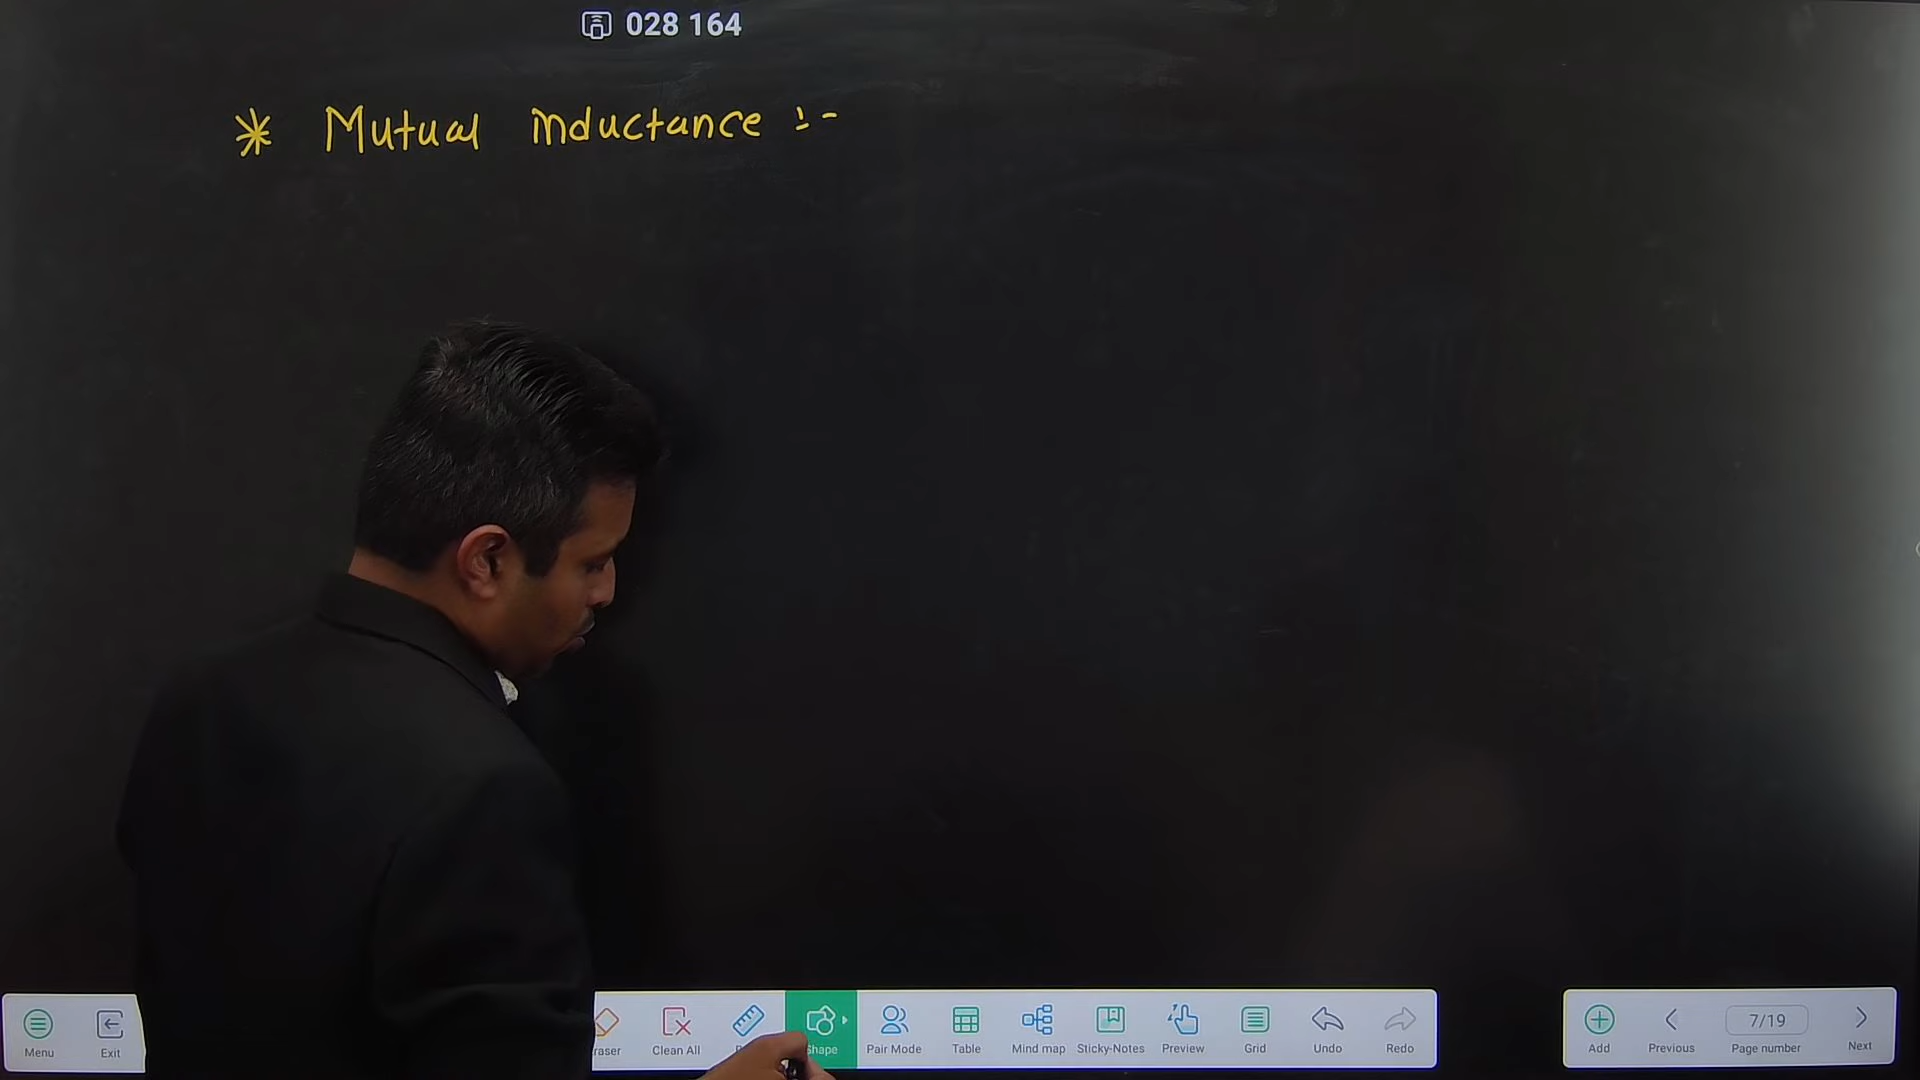 028 164
* Mutual inductance :-
Menu Exit raser Clean All Shape Pair Mode Table Mind map Sticky-Notes Preview Grid Undo Redo Add Previous 7/19 Page number Next